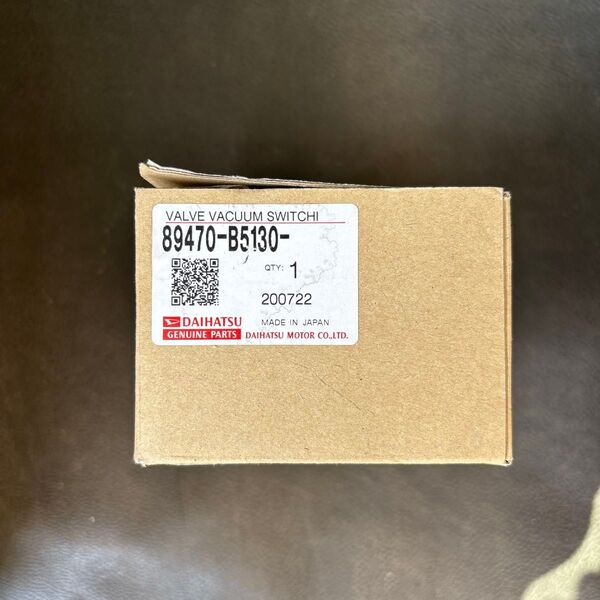 VALVE VACUUM SWITCHI
89470-B5130-
QTY: 1
200722
DAIHATSU
GENUINE PARTS
MADE IN JAPAN
DAIHATSU MOTOR CO.,LTD.